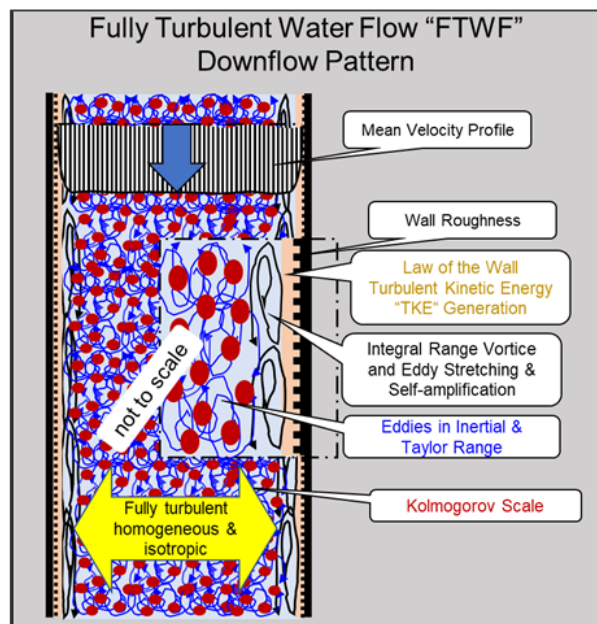 Fully Turbulent Water Flow “FTWF”
Downflow Pattern
Mean Velocity Profile
Wall Roughness
Law of the Wall
Turbulent Kinetic Energy
“TKE“ Generation
Integral Range Vortice
and Eddy Stretching &
Self-amplification
not to scale
Eddies in Inertial &
Taylor Range
Kolmogorov Scale
Fully turbulent
homogeneous &
isotropic